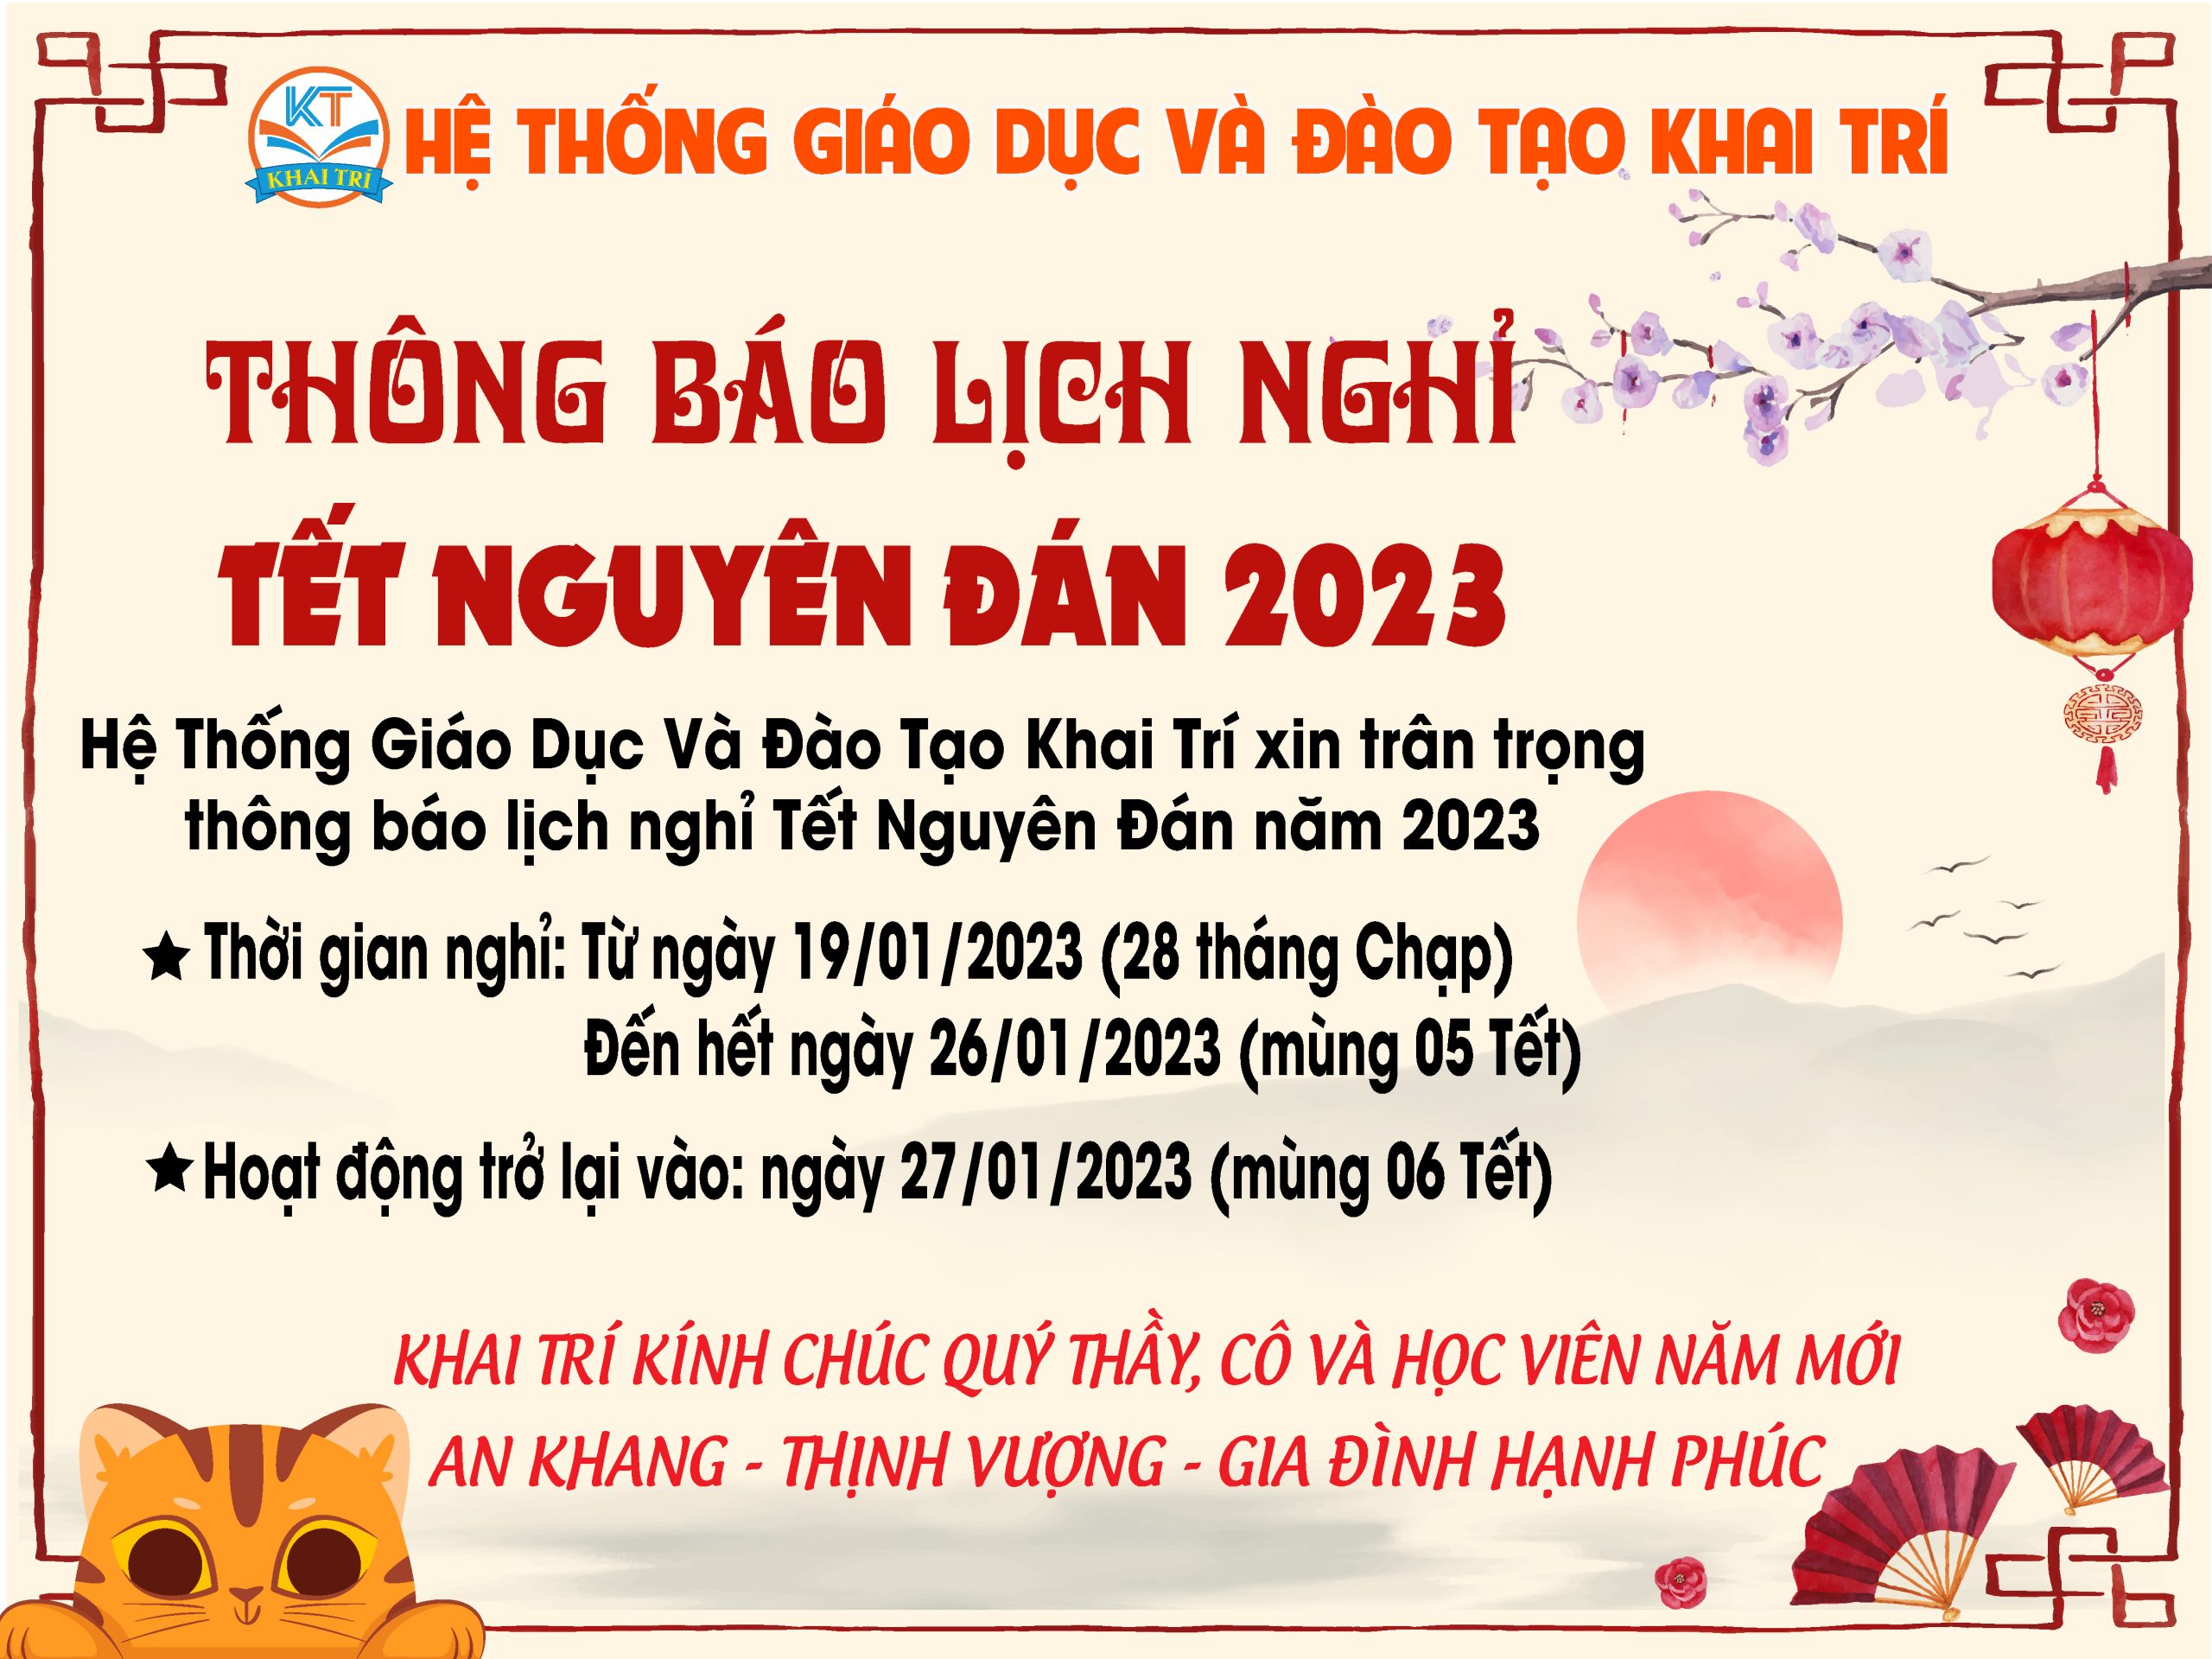 KT
KHAI TRÍ
HỆ THỐNG GIÁO DỤC VÀ ĐÀO TẠO KHAI TRÍ
THÔNG BÁO LỊCH NGHỈ
TẾT NGUYÊN ĐÁN 2023
Hệ Thống Giáo Dục Và Đào Tạo Khai Trí xin trân trọng
thông báo lịch nghỉ Tết Nguyên Đán năm 2023
★ Thời gian nghỉ: Từ ngày 19/01/2023 (28 tháng Chạp)
Đến hết ngày 26/01/2023 (mùng 05 Tết)
★ Hoạt động trở lại vào: ngày 27/01/2023 (mùng 06 Tết)
KHAI TRÍ KÍNH CHÚC QUÝ THẦY, CÔ VÀ HỌC VIÊN NĂM MỚI
AN KHANG - THỊNH VƯỢNG - GIA ĐÌNH HẠNH PHÚC